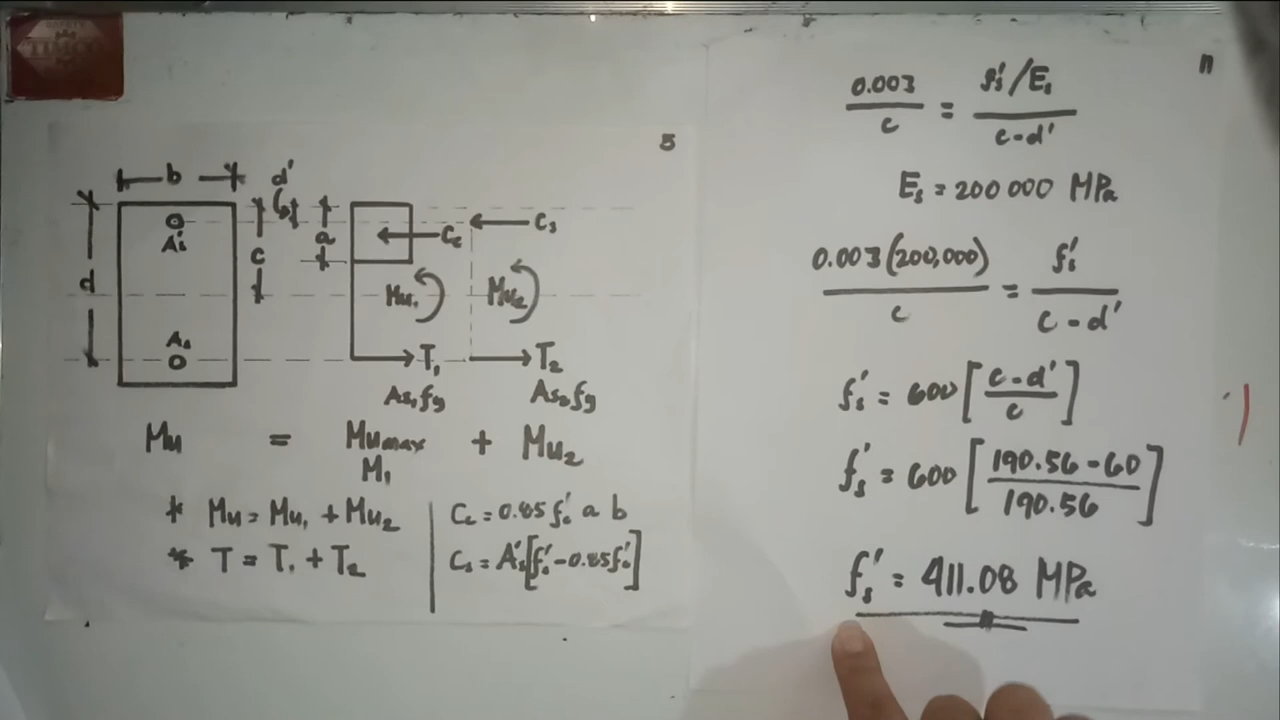 5
b
d'
A's
d
c
a
Cc
Cs
Mu₁
Mu₂
As
T₁
T₂
As₁fy
As₂fy
Mu = Mumax + Mu₂
M₁
* Mu = Mu₁ + Mu₂
* T = T₁ + T₂
Cc = 0.85 f'c a b
Cs = A's[f's - 0.85f'c]
11
0.003/c = (f's/Es)/(c-d')
Es = 200 000 MPa
0.003(200,000)/c = f's/(c-d')
f's = 600[(c-d')/c]
f's = 600[(190.56-60)/190.56]
f's = 411.08 MPa